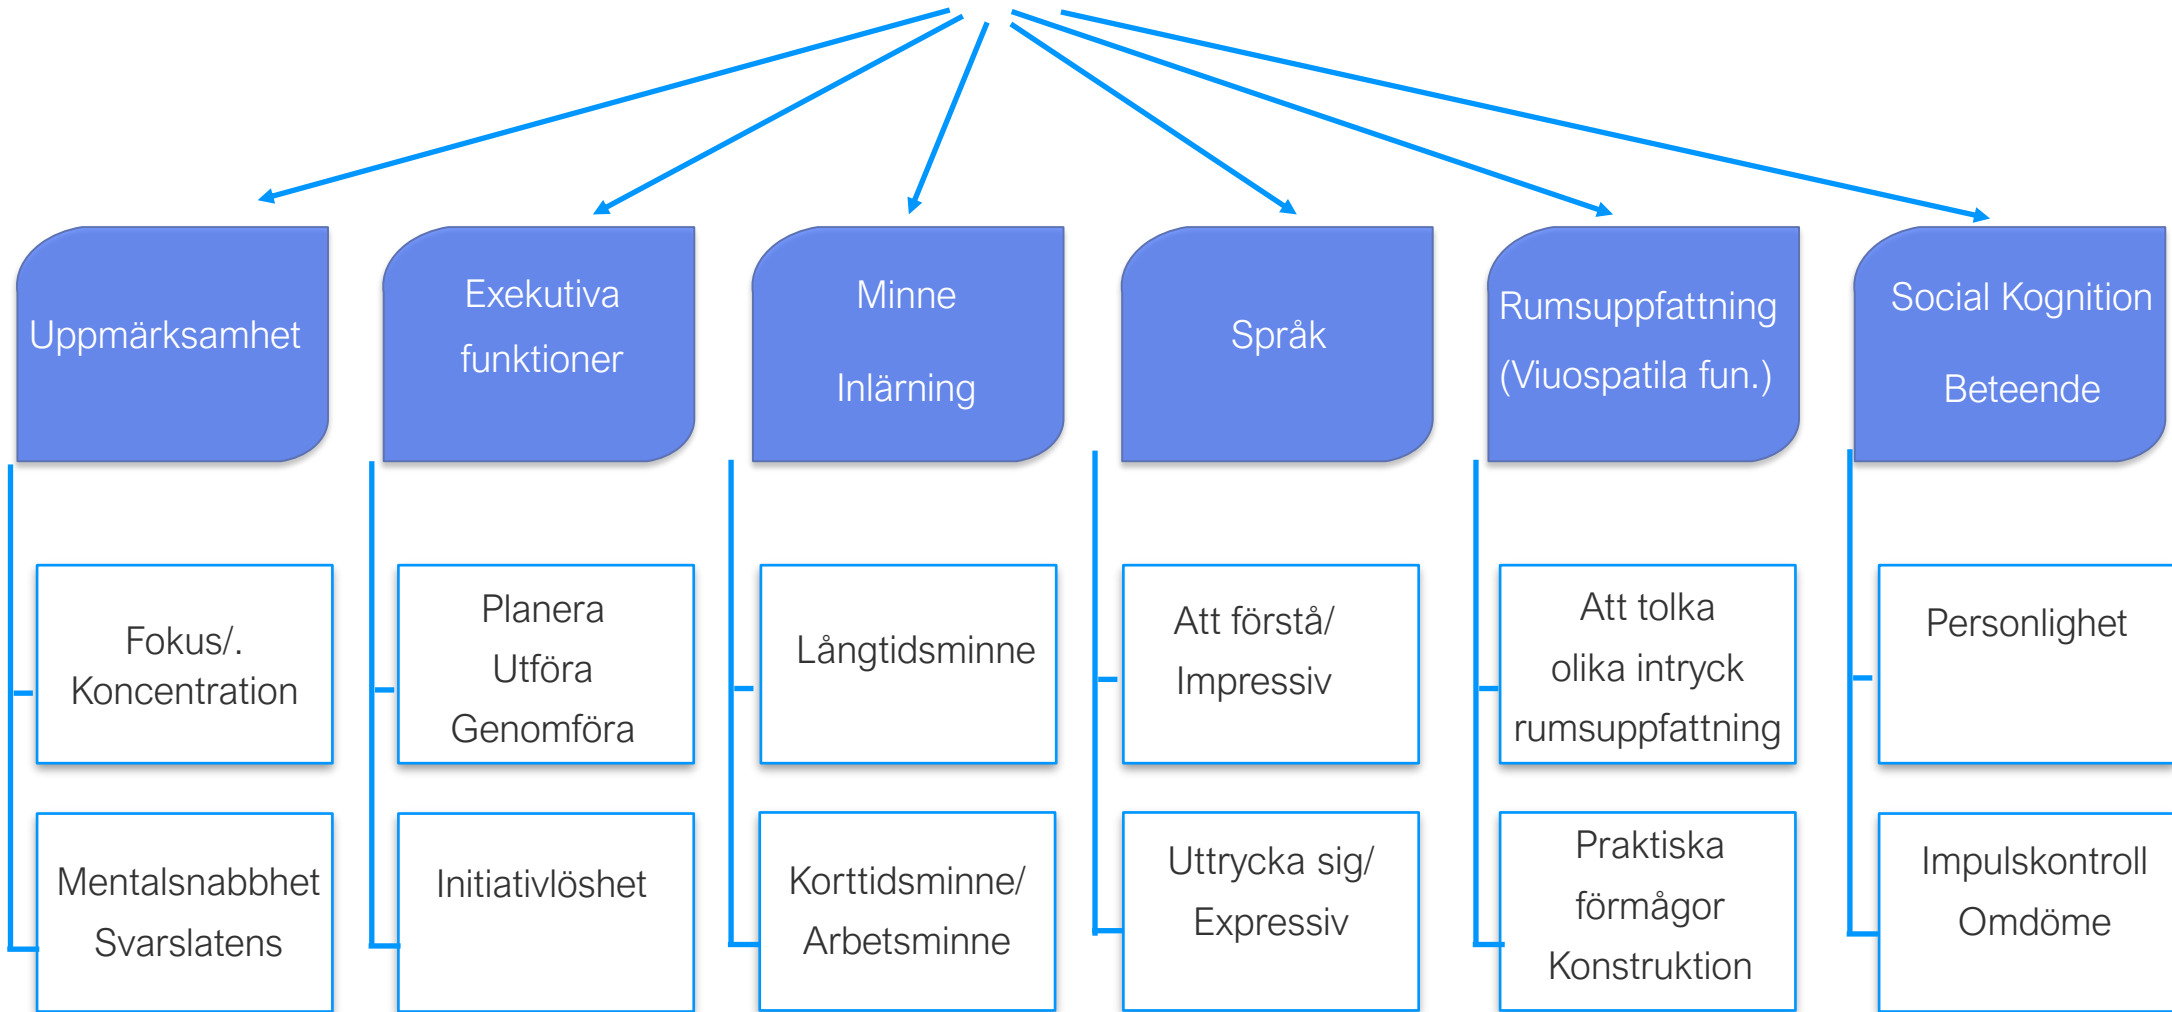 Uppmärksamhet
Exekutiva
funktioner
Minne
Inlärning
Språk
Rumsuppfattning
(Viuospatila fun.)
Social Kognition
Beteende
Fokus/.
Koncentration
Planera
Utföra
Genomföra
Långtidsminne
Att förstå/
Impressiv
Att tolka
olika intryck
rumsuppfattning
Personlighet
Mentalsnabbhet
Svarslatens
Initiativlöshet
Korttidsminne/
Arbetsminne
Uttrycka sig/
Expressiv
Praktiska
förmågor
Konstruktion
Impulskontroll
Omdöme